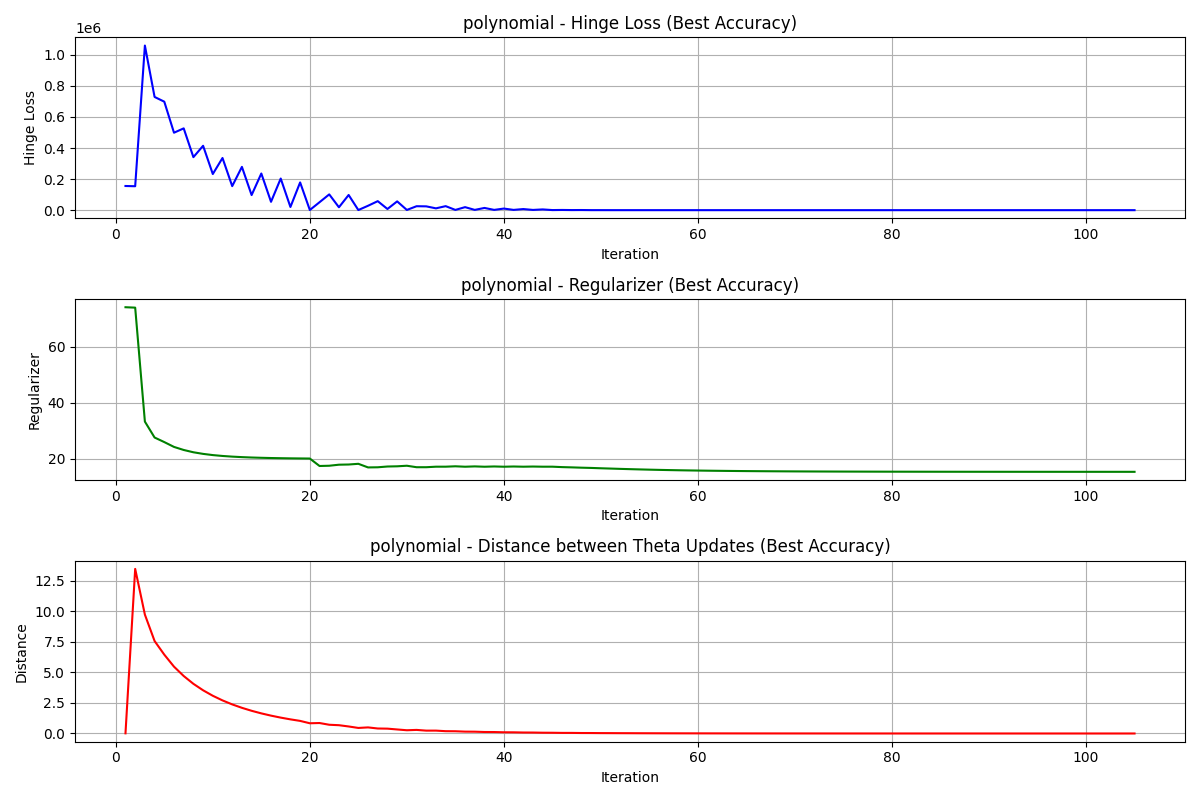 polynomial - Hinge Loss (Best Accuracy)
1e6
1.0
0.8
0.6
0.4
0.2
0.0
Hinge Loss
0 20 40 60 80 100
Iteration
polynomial - Regularizer (Best Accuracy)
60
40
20
Regularizer
0 20 40 60 80 100
Iteration
polynomial - Distance between Theta Updates (Best Accuracy)
12.5
10.0
7.5
5.0
2.5
0.0
Distance
0 20 40 60 80 100
Iteration